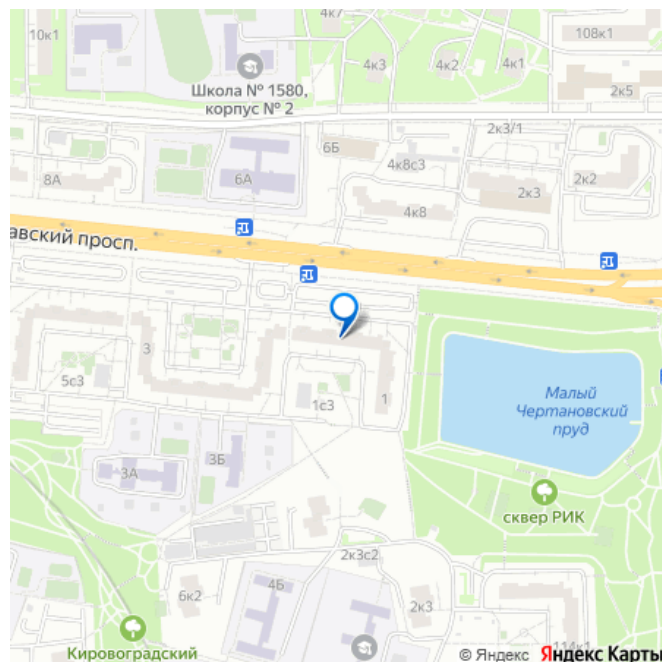 4к7
10к1
108к1
4к3
4к2
4к1
Школа № 1580,
корпус № 2
2к5
2к3/1
6Б
4к8с3
8А
6А
2к3
2к2
4к8
авский просп.
3
5с3
1с3
1
Малый
Чертановский
пруд
3Б
3А
сквер РИК
2к3с2
4Б
6к2
2к3
114к1
Кировоградский
© Яндекс Яндекс Карты